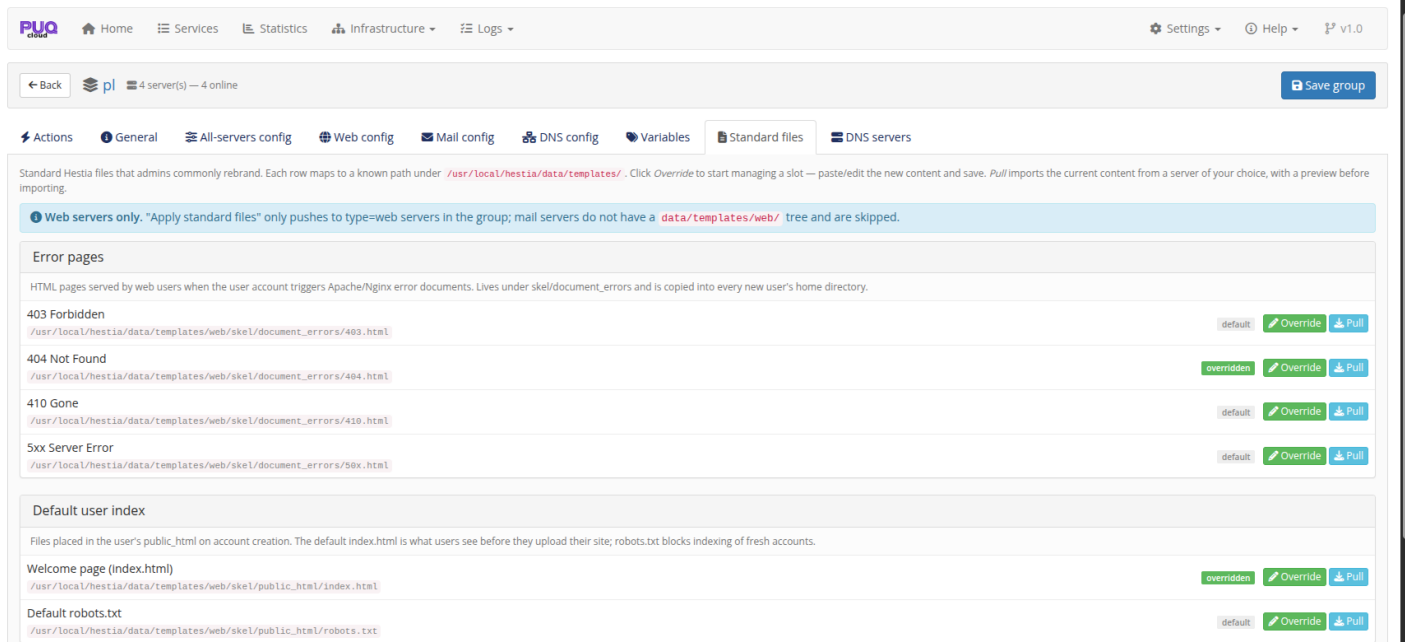 PUQ cloud Home Services Statistics Infrastructure Logs Settings Help v1.0
Back pl 4 server(s) — 4 online Save group
Actions General All-servers config Web config Mail config DNS config Variables Standard files DNS servers
Standard Hestia files that admins commonly rebrand. Each row maps to a known path under /usr/local/hestia/data/templates/ . Click Override to start managing a slot — paste/edit the new content and save. Pull imports the current content from a server of your choice, with a preview before
importing.
Web servers only. "Apply standard files" only pushes to type=web servers in the group; mail servers do not have a data/templates/web/ tree and are skipped.
Error pages
HTML pages served by web users when the user account triggers Apache/Nginx error documents. Lives under skel/document_errors and is copied into every new user's home directory.
403 Forbidden
/usr/local/hestia/data/templates/web/skel/document_errors/403.html
default Override Pull
404 Not Found
/usr/local/hestia/data/templates/web/skel/document_errors/404.html
overridden Override Pull
410 Gone
/usr/local/hestia/data/templates/web/skel/document_errors/410.html
default Override Pull
5xx Server Error
/usr/local/hestia/data/templates/web/skel/document_errors/50x.html
default Override Pull
Default user index
Files placed in the user's public_html on account creation. The default index.html is what users see before they upload their site; robots.txt blocks indexing of fresh accounts.
Welcome page (index.html)
/usr/local/hestia/data/templates/web/skel/public_html/index.html
overridden Override Pull
Default robots.txt
/usr/local/hestia/data/templates/web/skel/public_html/robots.txt
default Override Pull